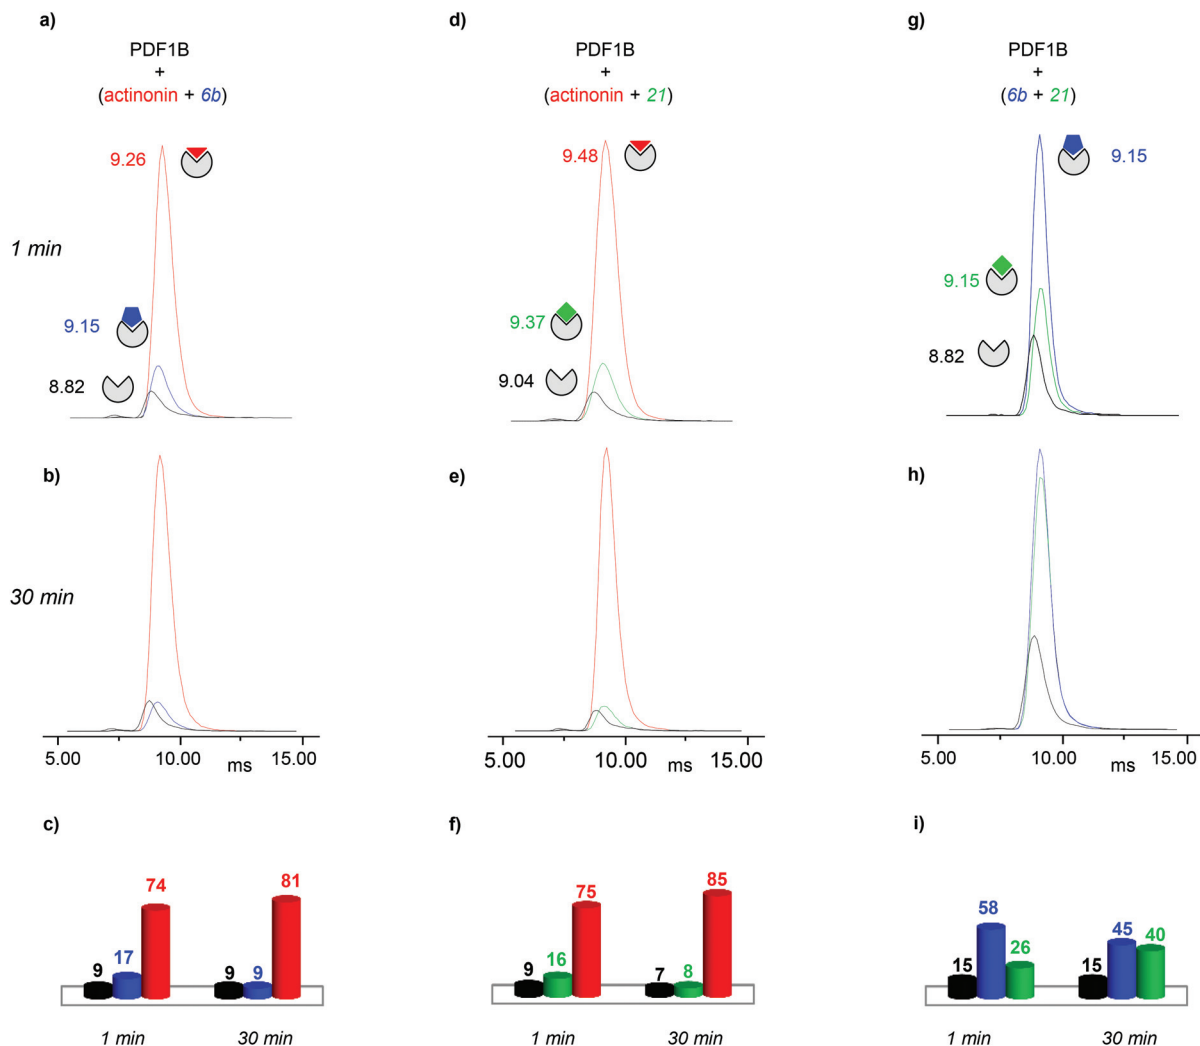 a)
PDF1B
+
(actinonin + 6b)
d)
PDF1B
+
(actinonin + 21)
g)
PDF1B
+
(6b + 21)
1 min
9.26
9.15
8.82
9.48
9.37
9.04
9.15
9.15
8.82
b)
e)
h)
30 min
5.00 10.00 ms 15.00
5.00 10.00 ms 15.00
5.00 10.00 ms 15.00
c)
9 17 74 9 9 81
1 min 30 min
f)
9 16 75 7 8 85
1 min 30 min
i)
15 58 26 15 45 40
1 min 30 min